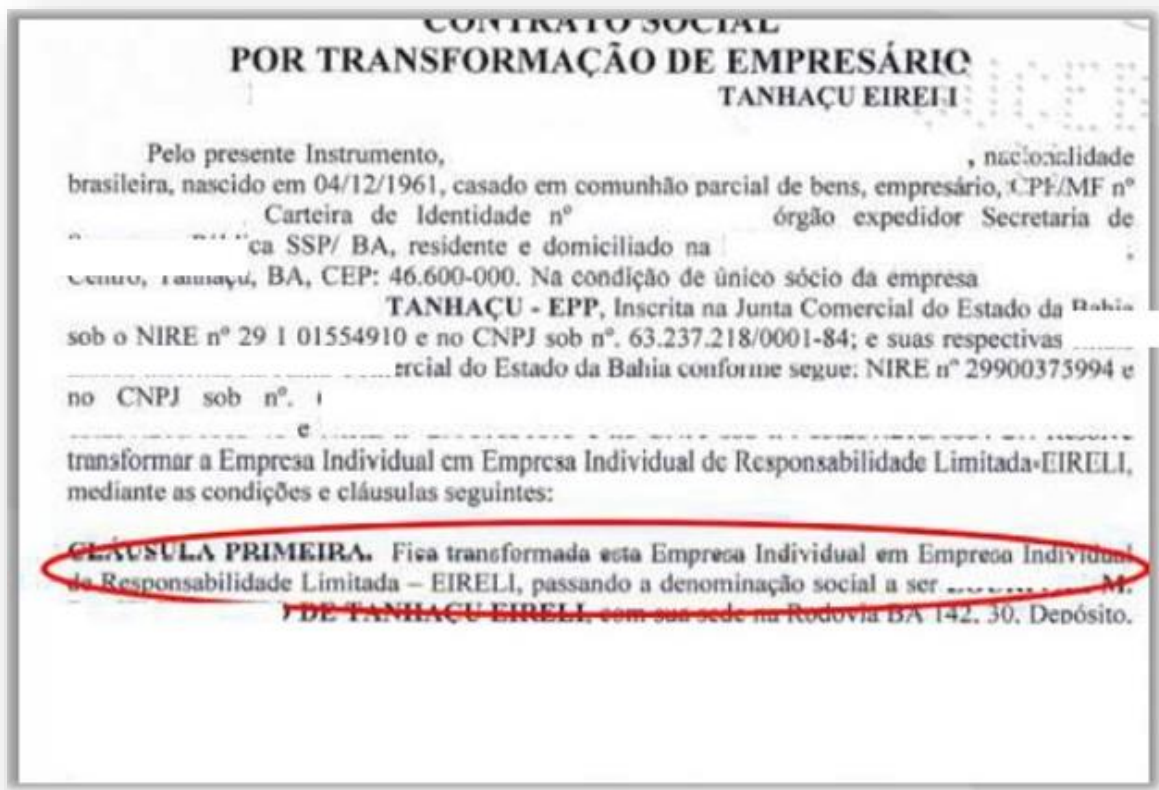 CONTRATO SOCIAL
POR TRANSFORMAÇÃO DE EMPRESÁRIO
TANHAÇU EIRELI
Pelo presente Instrumento, , nacionalidade
brasileira, nascido em 04/12/1961, casado em comunhão parcial de bens, empresário, CPF/MF nº
Carteira de Identidade nº órgão expedidor Secretaria de
SSP/ BA, residente e domiciliado na
Centro, Tanhaçu, BA, CEP: 46.600-000. Na condição de único sócio da empresa
TANHAÇU - EPP, Inscrita na Junta Comercial do Estado da Bahia
sob o NIRE nº 29 1 01554910 e no CNPJ sob nº. 63.237.218/0001-84; e suas respectivas
ercial do Estado da Bahia conforme segue: NIRE nº 29900375994 e
no CNPJ sob nº.
e
transformar a Empresa Individual em Empresa Individual de Responsabilidade Limitada-EIRELI,
mediante as condições e cláusulas seguintes:
CLÁUSULA PRIMEIRA. Fica transformada esta Empresa Individual em Empresa Individual
de Responsabilidade Limitada – EIRELI, passando a denominação social a ser M.
DE TANHAÇU EIRELI, com sua sede na Rodovia BA 142, 30, Depósito,